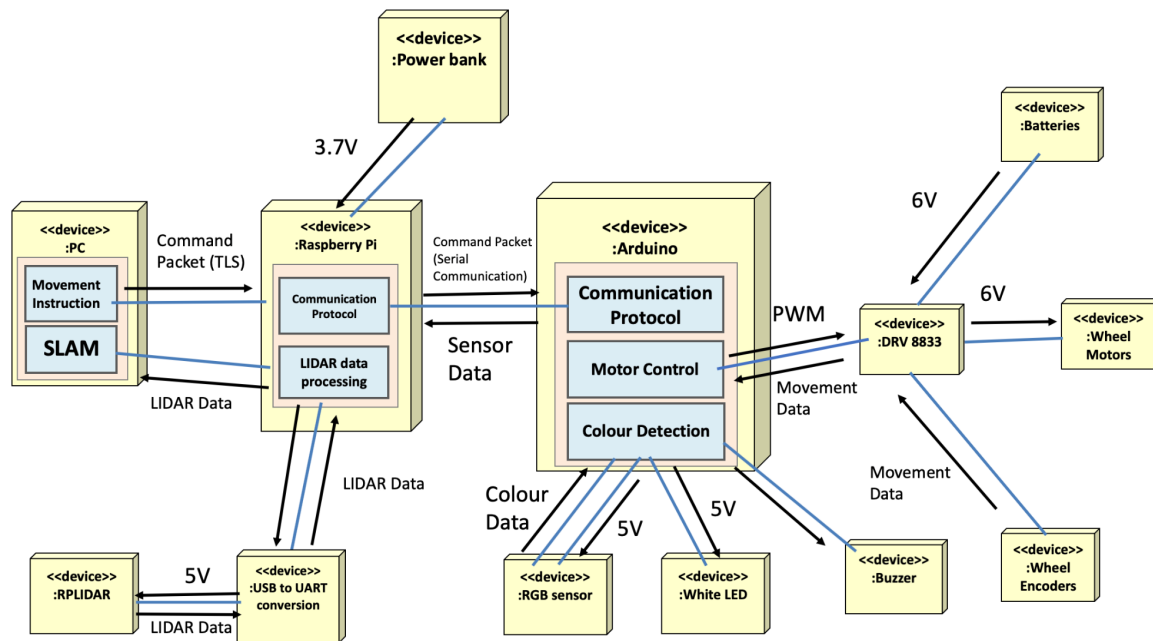 <<device>>
:Power bank
3.7V
<<device>>
:Batteries
6V
<<device>>
:PC
Movement
Instruction
SLAM
Command
Packet (TLS)
LIDAR Data
<<device>>
:Raspberry Pi
Communication
Protocol
LIDAR data
processing
Command Packet
(Serial
Communication)
Sensor
Data
<<device>>
:Arduino
Communication
Protocol
Motor Control
Colour Detection
PWM
Movement
Data
<<device>>
:DRV 8833
6V
<<device>>
:Wheel
Motors
Movement
Data
<<device>>
:Wheel
Encoders
LIDAR Data
Colour
Data
5V
5V
<<device>>
:RPLIDAR
5V
LIDAR Data
<<device>>
:USB to UART
conversion
<<device>>
:RGB sensor
<<device>>
:White LED
<<device>>
:Buzzer